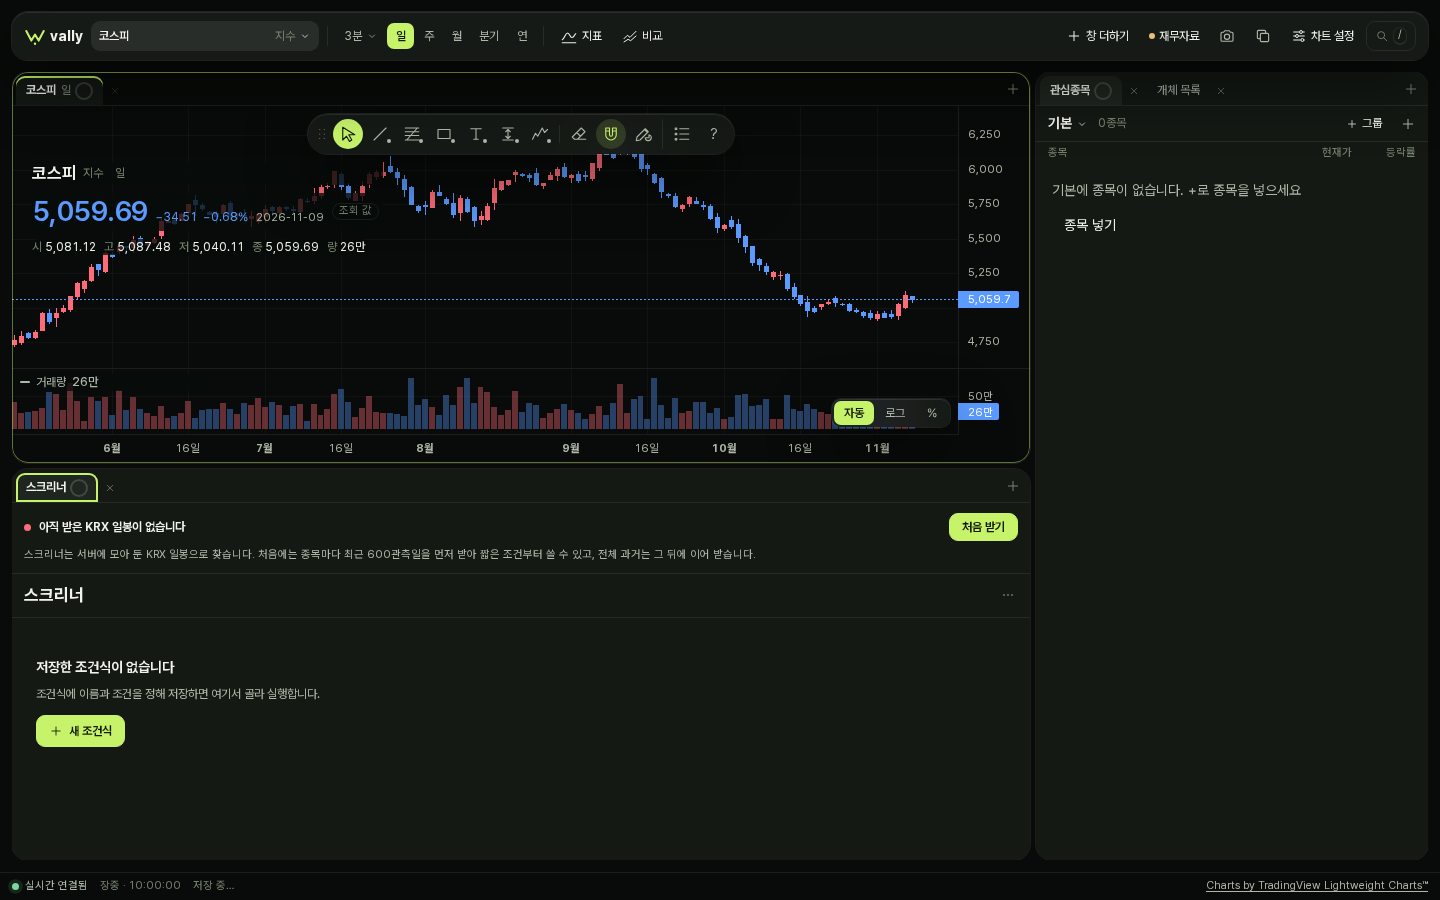 vally 코스피 지수 3분 일 주 월 분기 연 지표 비교 창 더하기 재무자료 차트 설정 /
코스피 일
관심종목 개체 목록
기본 0종목 그룹
종목 현재가 등락률
기본에 종목이 없습니다. +로 종목을 넣으세요
종목 넣기
T ?
코스피 지수 일
5,059.69 −34.51 −0.68% 2026-11-09 조회 값
시 5,081.12 고 5,087.48 저 5,040.11 종 5,059.69 량 26만
6,250
6,000
5,750
5,500
5,250
5,059.7
4,750
거래량 26만
50만
26만
자동 로그 %
6월 16일 7월 16일 8월 9월 16일 10월 16일 11월
스크리너
아직 받은 KRX 일봉이 없습니다 처음 받기
스크리너는 서버에 모아 둔 KRX 일봉으로 찾습니다. 처음에는 종목마다 최근 600관측일을 먼저 받아 짧은 조건부터 쓸 수 있고, 전체 과거는 그 뒤에 이어 받습니다.
스크리너
저장한 조건식이 없습니다
조건식에 이름과 조건을 정해 저장하면 여기서 골라 실행합니다.
새 조건식
실시간 연결됨 장중 · 10:00:00 저장 중... Charts by TradingView Lightweight Charts™